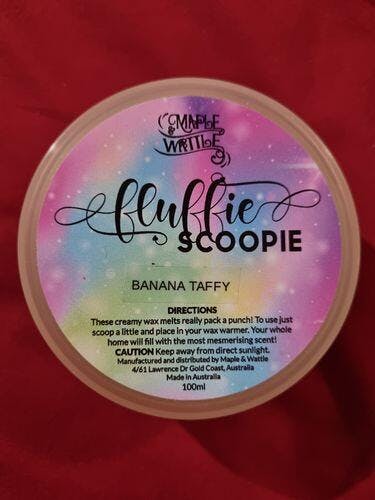 MAPLE
& WATTLE
fluffie
SCOOPIE
BANANA TAFFY
DIRECTIONS
These creamy wax melts really pack a punch! To use just
scoop a little and place in your wax warmer. Your whole
home will fill with the most mesmerising scent!
CAUTION Keep away from direct sunlight.
Manufactured and distributed by Maple & Wattle
4/61 Lawrence Dr Gold Coast, Australia
Made in Australia
100ml